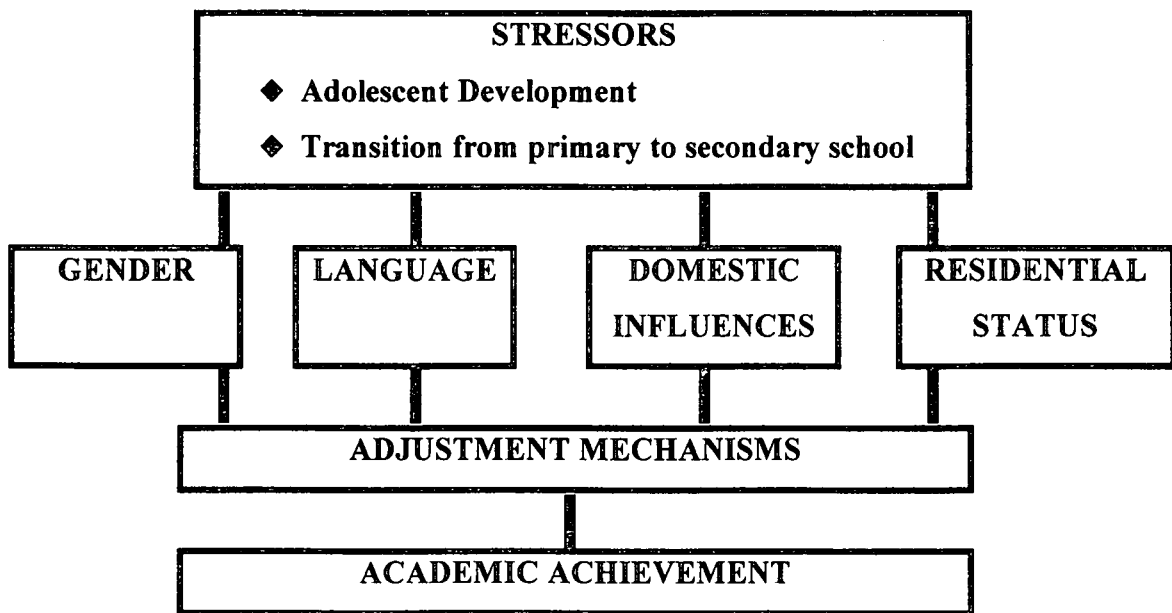 STRESSORS
◆ Adolescent Development
◆ Transition from primary to secondary school
GENDER
LANGUAGE
DOMESTIC
INFLUENCES
RESIDENTIAL
STATUS
ADJUSTMENT MECHANISMS
ACADEMIC ACHIEVEMENT